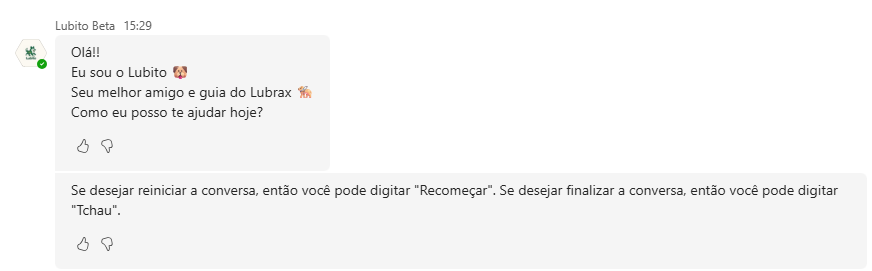 Lubito Beta 15:29
Olá!!
Eu sou o Lubito 🐶
Seu melhor amigo e guia do Lubrax 🐕‍🦺
Como eu posso te ajudar hoje?
Se desejar reiniciar a conversa, então você pode digitar "Recomeçar". Se desejar finalizar a conversa, então você pode digitar
"Tchau".